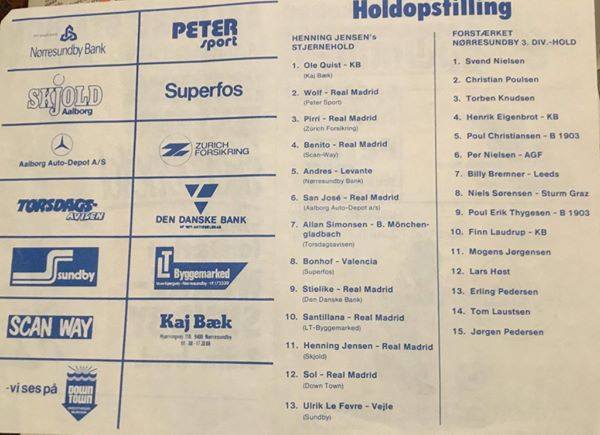 Nørresundby Bank
PETER
sport
SKJOLD
Aalborg
Superfos
Aalborg Auto-Depot A/S
ZURICH
FORSIKRING
TORSDAGS-
AVISEN
DEN DANSKE BANK
AF 1871 AKTIESELSKAB
Ssundby
LT Byggemarked
SCAN WAY
Kaj Bæk
-vi ses på
DOWN
TOWN
Holdopstilling
HENNING JENSEN's
STJERNEHOLD
1. Ole Quist - KB
(Kaj Bæk)
2. Wolf - Real Madrid
(Peter Sport)
3. Pirri - Real Madrid
(Zürich Forsikring)
4. Benito - Real Madrid
(Scan-Way)
5. Andres - Levante
(Nørresundby Bank)
6. San José - Real Madrid
(Aalborg Auto-Depot a/s)
7. Allan Simonsen - B. Mönchen-
gladbach
(Torsdagsavisen)
8. Bonhof - Valencia
(Superfos)
9. Stielike - Real Madrid
(Den Danske Bank)
10. Santillana - Real Madrid
(LT-Byggemarked)
11. Henning Jensen - Real Madrid
(Skjold)
12. Sol - Real Madrid
(Down Town)
13. Ulrik Le Fevre - Vejle
(Sundby)
FORSTÆRKET
NØRRESUNDBY 3. DIV.-HOLD
1. Svend Nielsen
2. Christian Poulsen
3. Torben Knudsen
4. Henrik Eigenbrot - KB
5. Poul Christiansen - B 1903
6. Per Nielsen - AGF
7. Billy Bremner - Leeds
8. Niels Sørensen - Sturm Graz
9. Poul Erik Thygesen - B 1903
10. Finn Laudrup - KB
11. Mogens Jørgensen
12. Lars Høst
13. Erling Pedersen
14. Tom Laustsen
15. Jørgen Pedersen